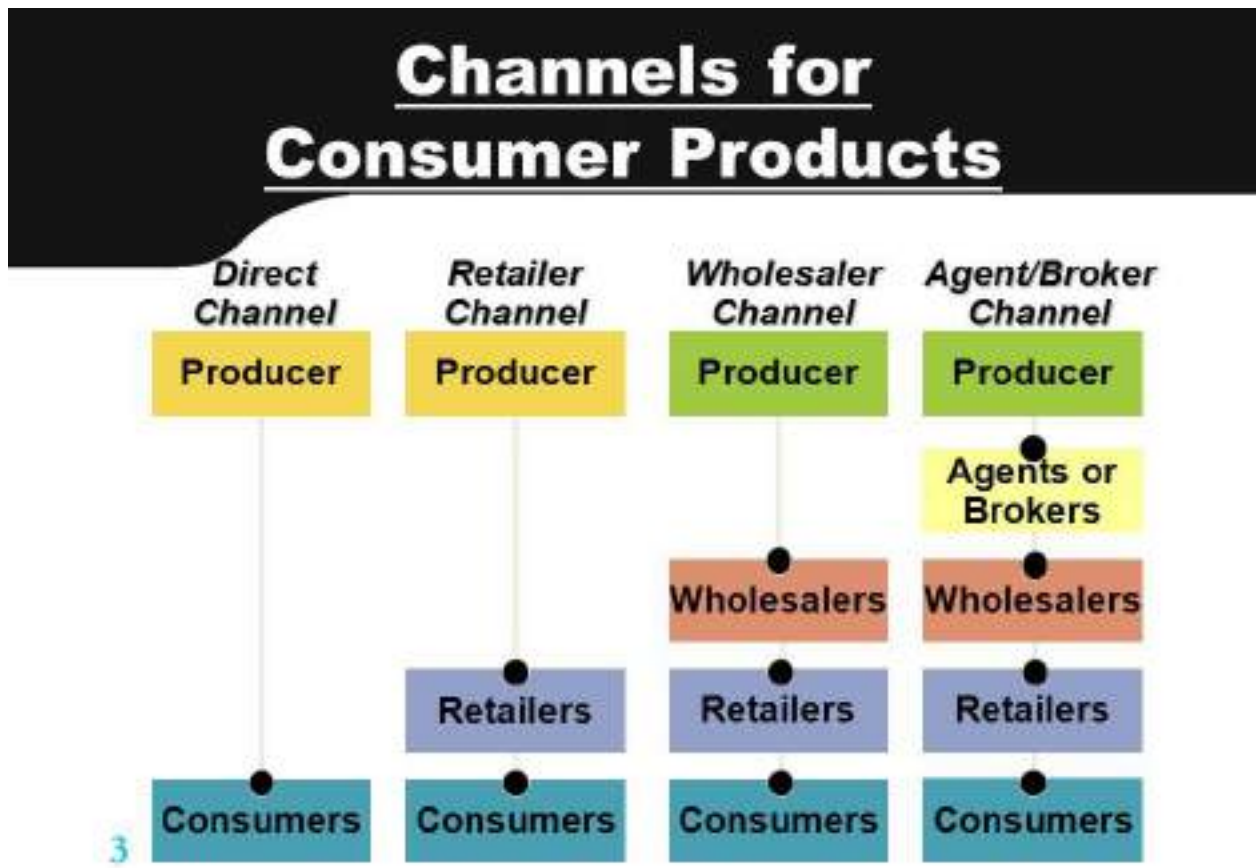 Channels for
Consumer Products
Direct
Channel
Producer
Consumers
Retailer
Channel
Producer
Retailers
Consumers
Wholesaler
Channel
Producer
Wholesalers
Retailers
Consumers
Agent/Broker
Channel
Producer
Agents or
Brokers
Wholesalers
Retailers
Consumers
3